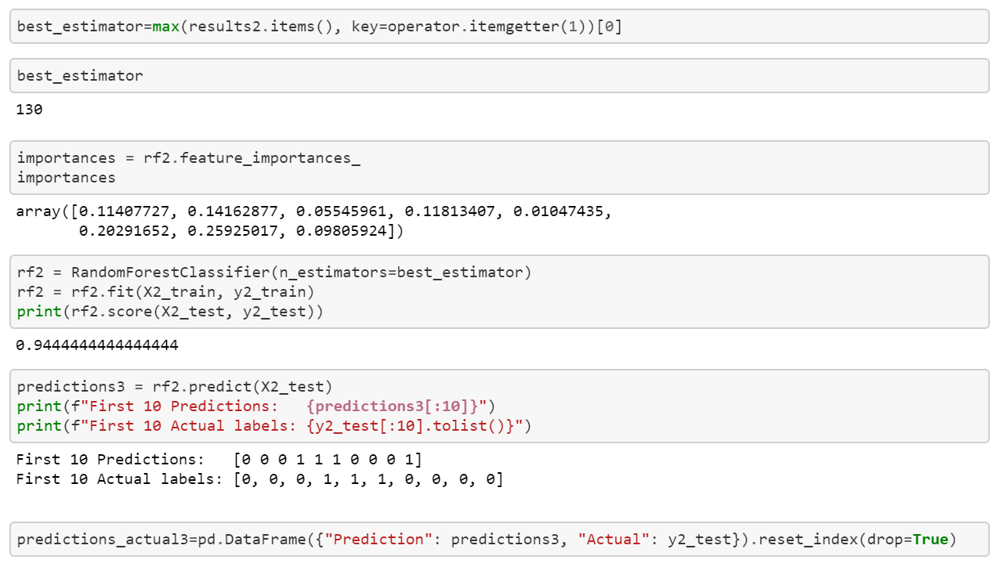 best_estimator=max(results2.items(), key=operator.itemgetter(1))[0]
best_estimator
130
importances = rf2.feature_importances_
importances
array([0.11407727, 0.14162877, 0.05545961, 0.11813407, 0.01047435,
       0.20291652, 0.25925017, 0.09805924])
rf2 = RandomForestClassifier(n_estimators=best_estimator)
rf2 = rf2.fit(X2_train, y2_train)
print(rf2.score(X2_test, y2_test))
0.9444444444444444
predictions3 = rf2.predict(X2_test)
print(f"First 10 Predictions:   {predictions3[:10]}")
print(f"First 10 Actual labels: {y2_test[:10].tolist()}")
First 10 Predictions:   [0 0 0 1 1 1 0 0 0 1]
First 10 Actual labels: [0, 0, 0, 1, 1, 1, 0, 0, 0, 0]
predictions_actual3=pd.DataFrame({"Prediction": predictions3, "Actual": y2_test}).reset_index(drop=True)